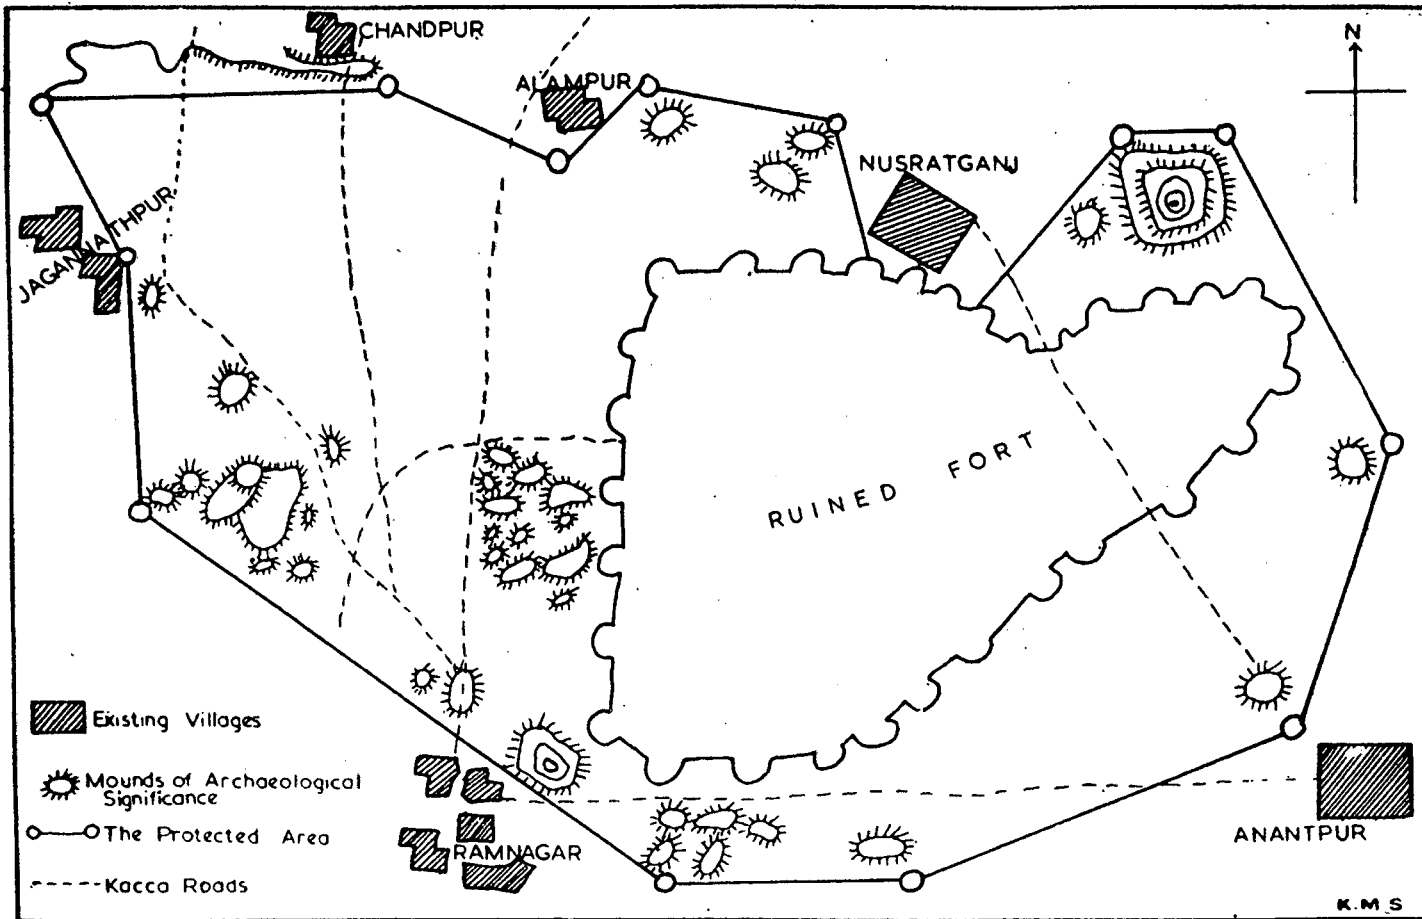 CHANDPUR
N
ALAMPUR
NUSRATGANJ
JAGANNATHPUR
RUINED FORT
Existing Villages
Mounds of Archaeological
Significance
The Protected Area
Kacca Roads
RAMNAGAR
ANANTPUR
K.M.S